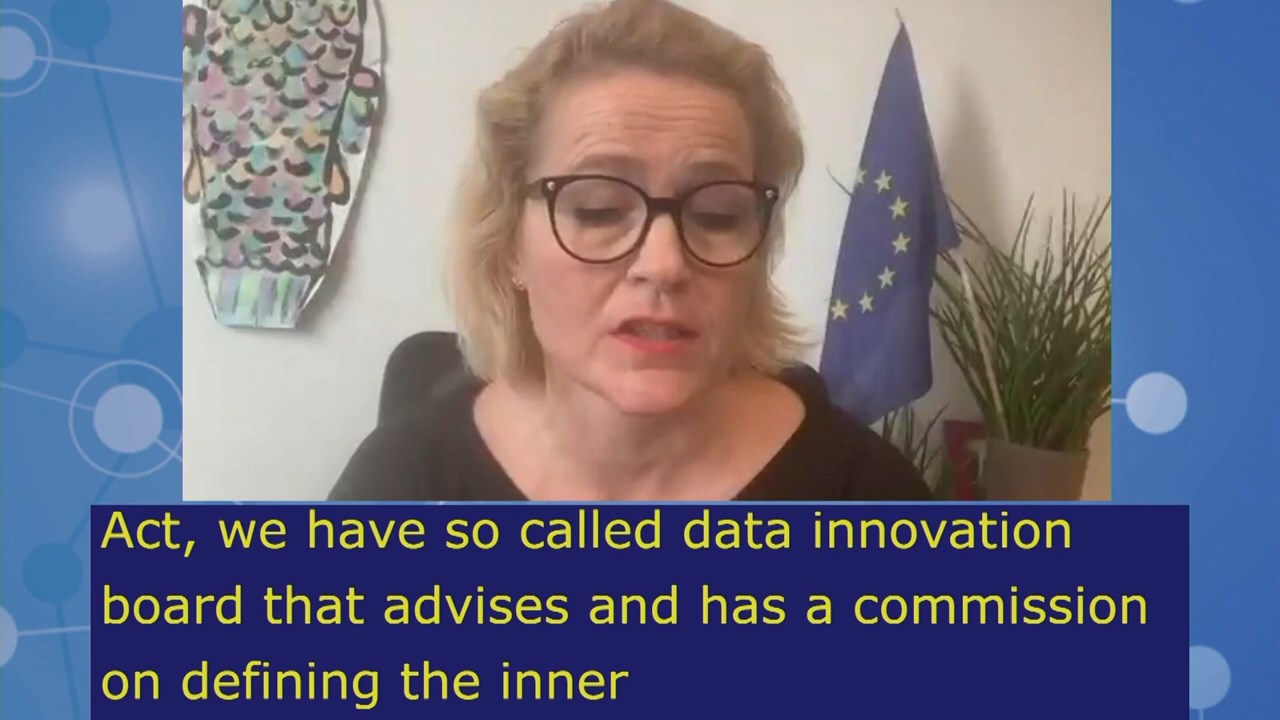 Act, we have so called data innovation
board that advises and has a commission
on defining the inner